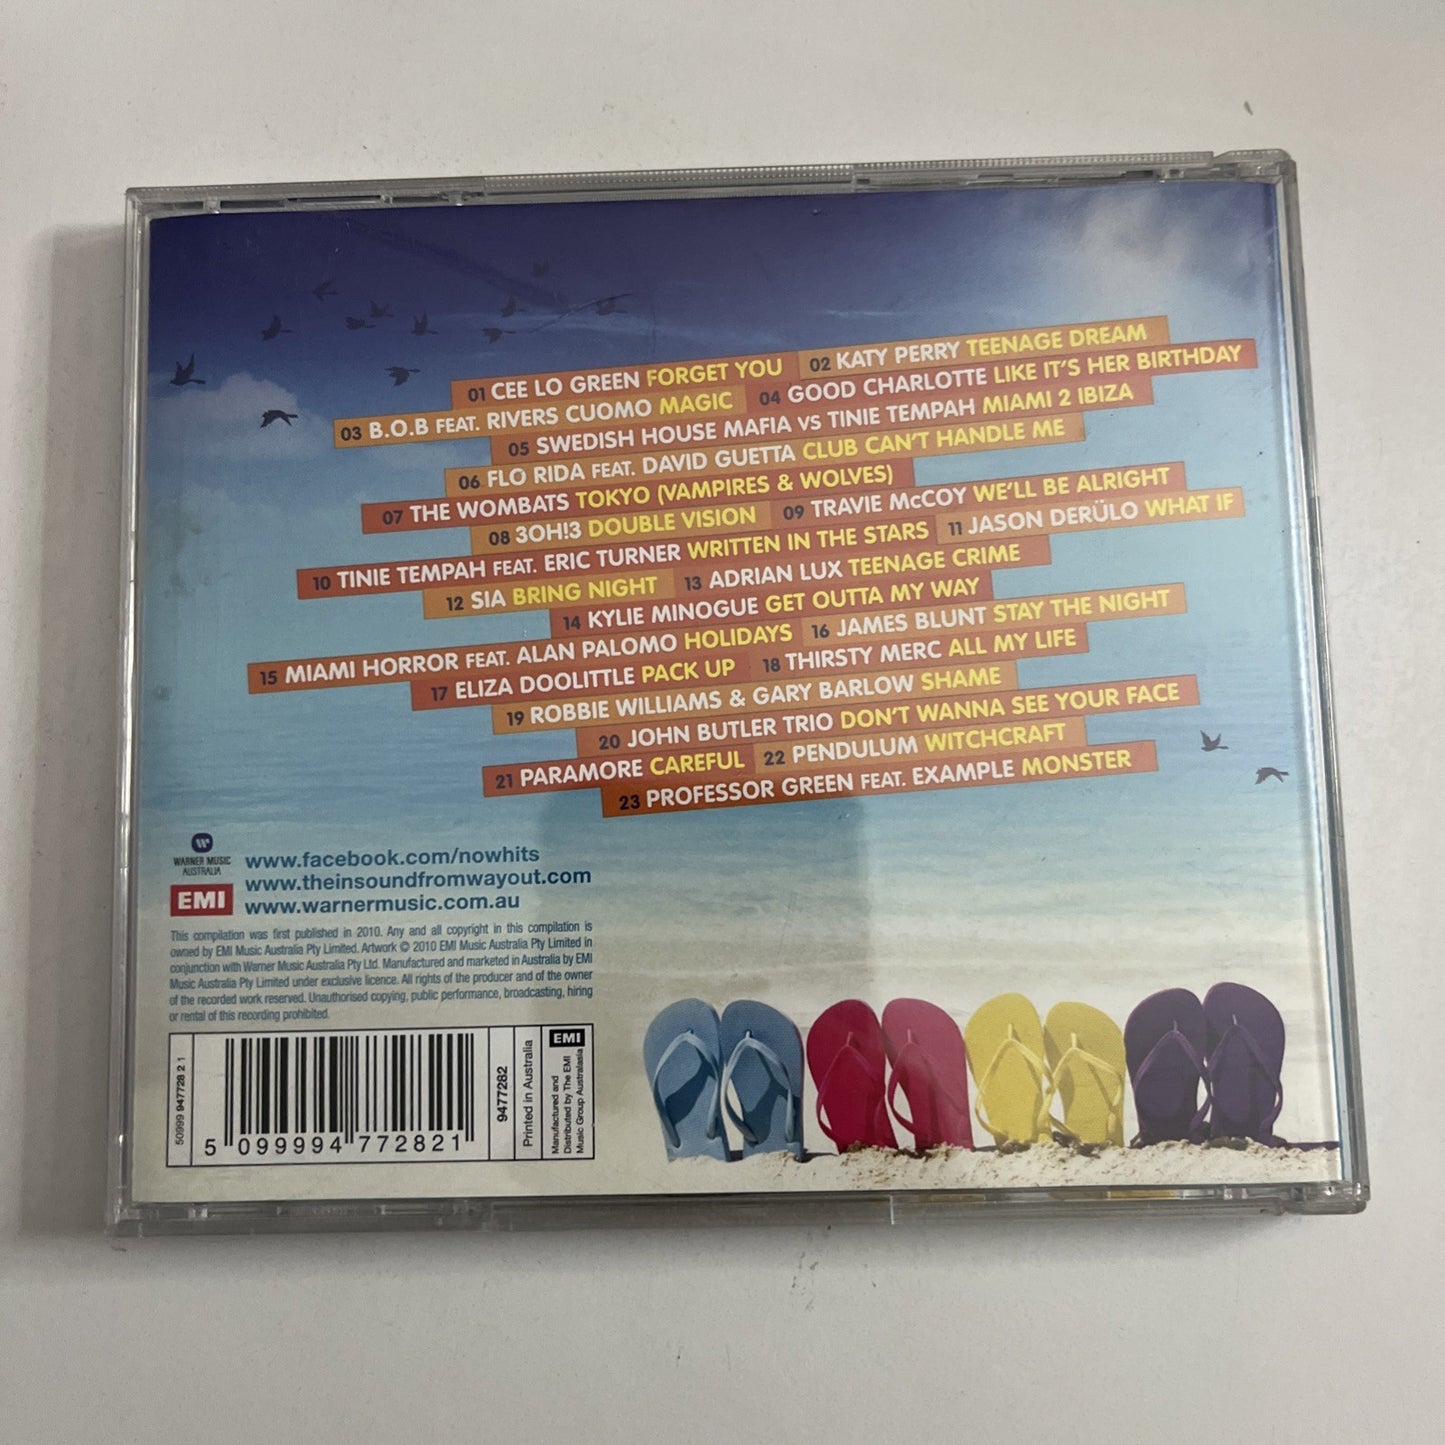 01 CEE LO GREEN FORGET YOU
02 KATY PERRY TEENAGE DREAM
03 B.O.B FEAT. RIVERS CUOMO MAGIC
04 GOOD CHARLOTTE LIKE IT'S HER BIRTHDAY
05 SWEDISH HOUSE MAFIA VS TINIE TEMPAH MIAMI 2 IBIZA
06 FLO RIDA FEAT. DAVID GUETTA CLUB CAN'T HANDLE ME
07 THE WOMBATS TOKYO (VAMPIRES & WOLVES)
08 3OH!3 DOUBLE VISION
09 TRAVIE McCOY WE'LL BE ALRIGHT
10 TINIE TEMPAH FEAT. ERIC TURNER WRITTEN IN THE STARS
11 JASON DERÜLO WHAT IF
12 SIA BRING NIGHT
13 ADRIAN LUX TEENAGE CRIME
14 KYLIE MINOGUE GET OUTTA MY WAY
15 MIAMI HORROR FEAT. ALAN PALOMO HOLIDAYS
16 JAMES BLUNT STAY THE NIGHT
17 ELIZA DOOLITTLE PACK UP
18 THIRSTY MERC ALL MY LIFE
19 ROBBIE WILLIAMS & GARY BARLOW SHAME
20 JOHN BUTLER TRIO DON'T WANNA SEE YOUR FACE
21 PARAMORE CAREFUL
22 PENDULUM WITCHCRAFT
23 PROFESSOR GREEN FEAT. EXAMPLE MONSTER
WARNER MUSIC
AUSTRALIA
EMI
www.facebook.com/nowhits
www.theinsoundfromwayout.com
www.warnermusic.com.au
This compilation was first published in 2010. Any and all copyright in this compilation is
owned by EMI Music Australia Pty Limited. Artwork © 2010 EMI Music Australia Pty Limited in
conjunction with Warner Music Australia Pty Ltd. Manufactured and marketed in Australia by EMI
Music Australia Pty Limited under exclusive licence. All rights of the producer and of the owner
of the recorded work reserved. Unauthorised copying, public performance, broadcasting, hiring
or rental of this recording prohibited.
50999 947728 2 1
5 099994 772821
9477282
Printed in Australia
EMI
Manufactured and
Distributed by The EMI
Music Group Australasia